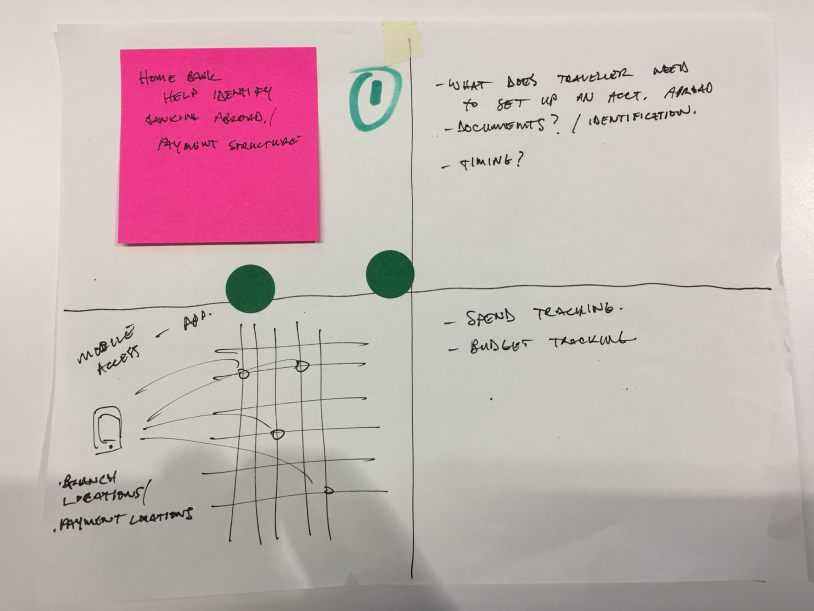 HOME BANK
HELP IDENTIFY
BANKING ABROAD./
PAYMENT STRUCTURE
1
- WHAT DOES TRAVELLER NEED
TO SET UP AN ACCT. ABROAD
- DOCUMENTS? / IDENTIFICATION.
- TIMING?
MOBILE - APP.
ACCESS
. BRANCH
LOCATIONS/
. PAYMENT LOCATIONS
- SPEND TRACKING.
- BUDGET TRACKING